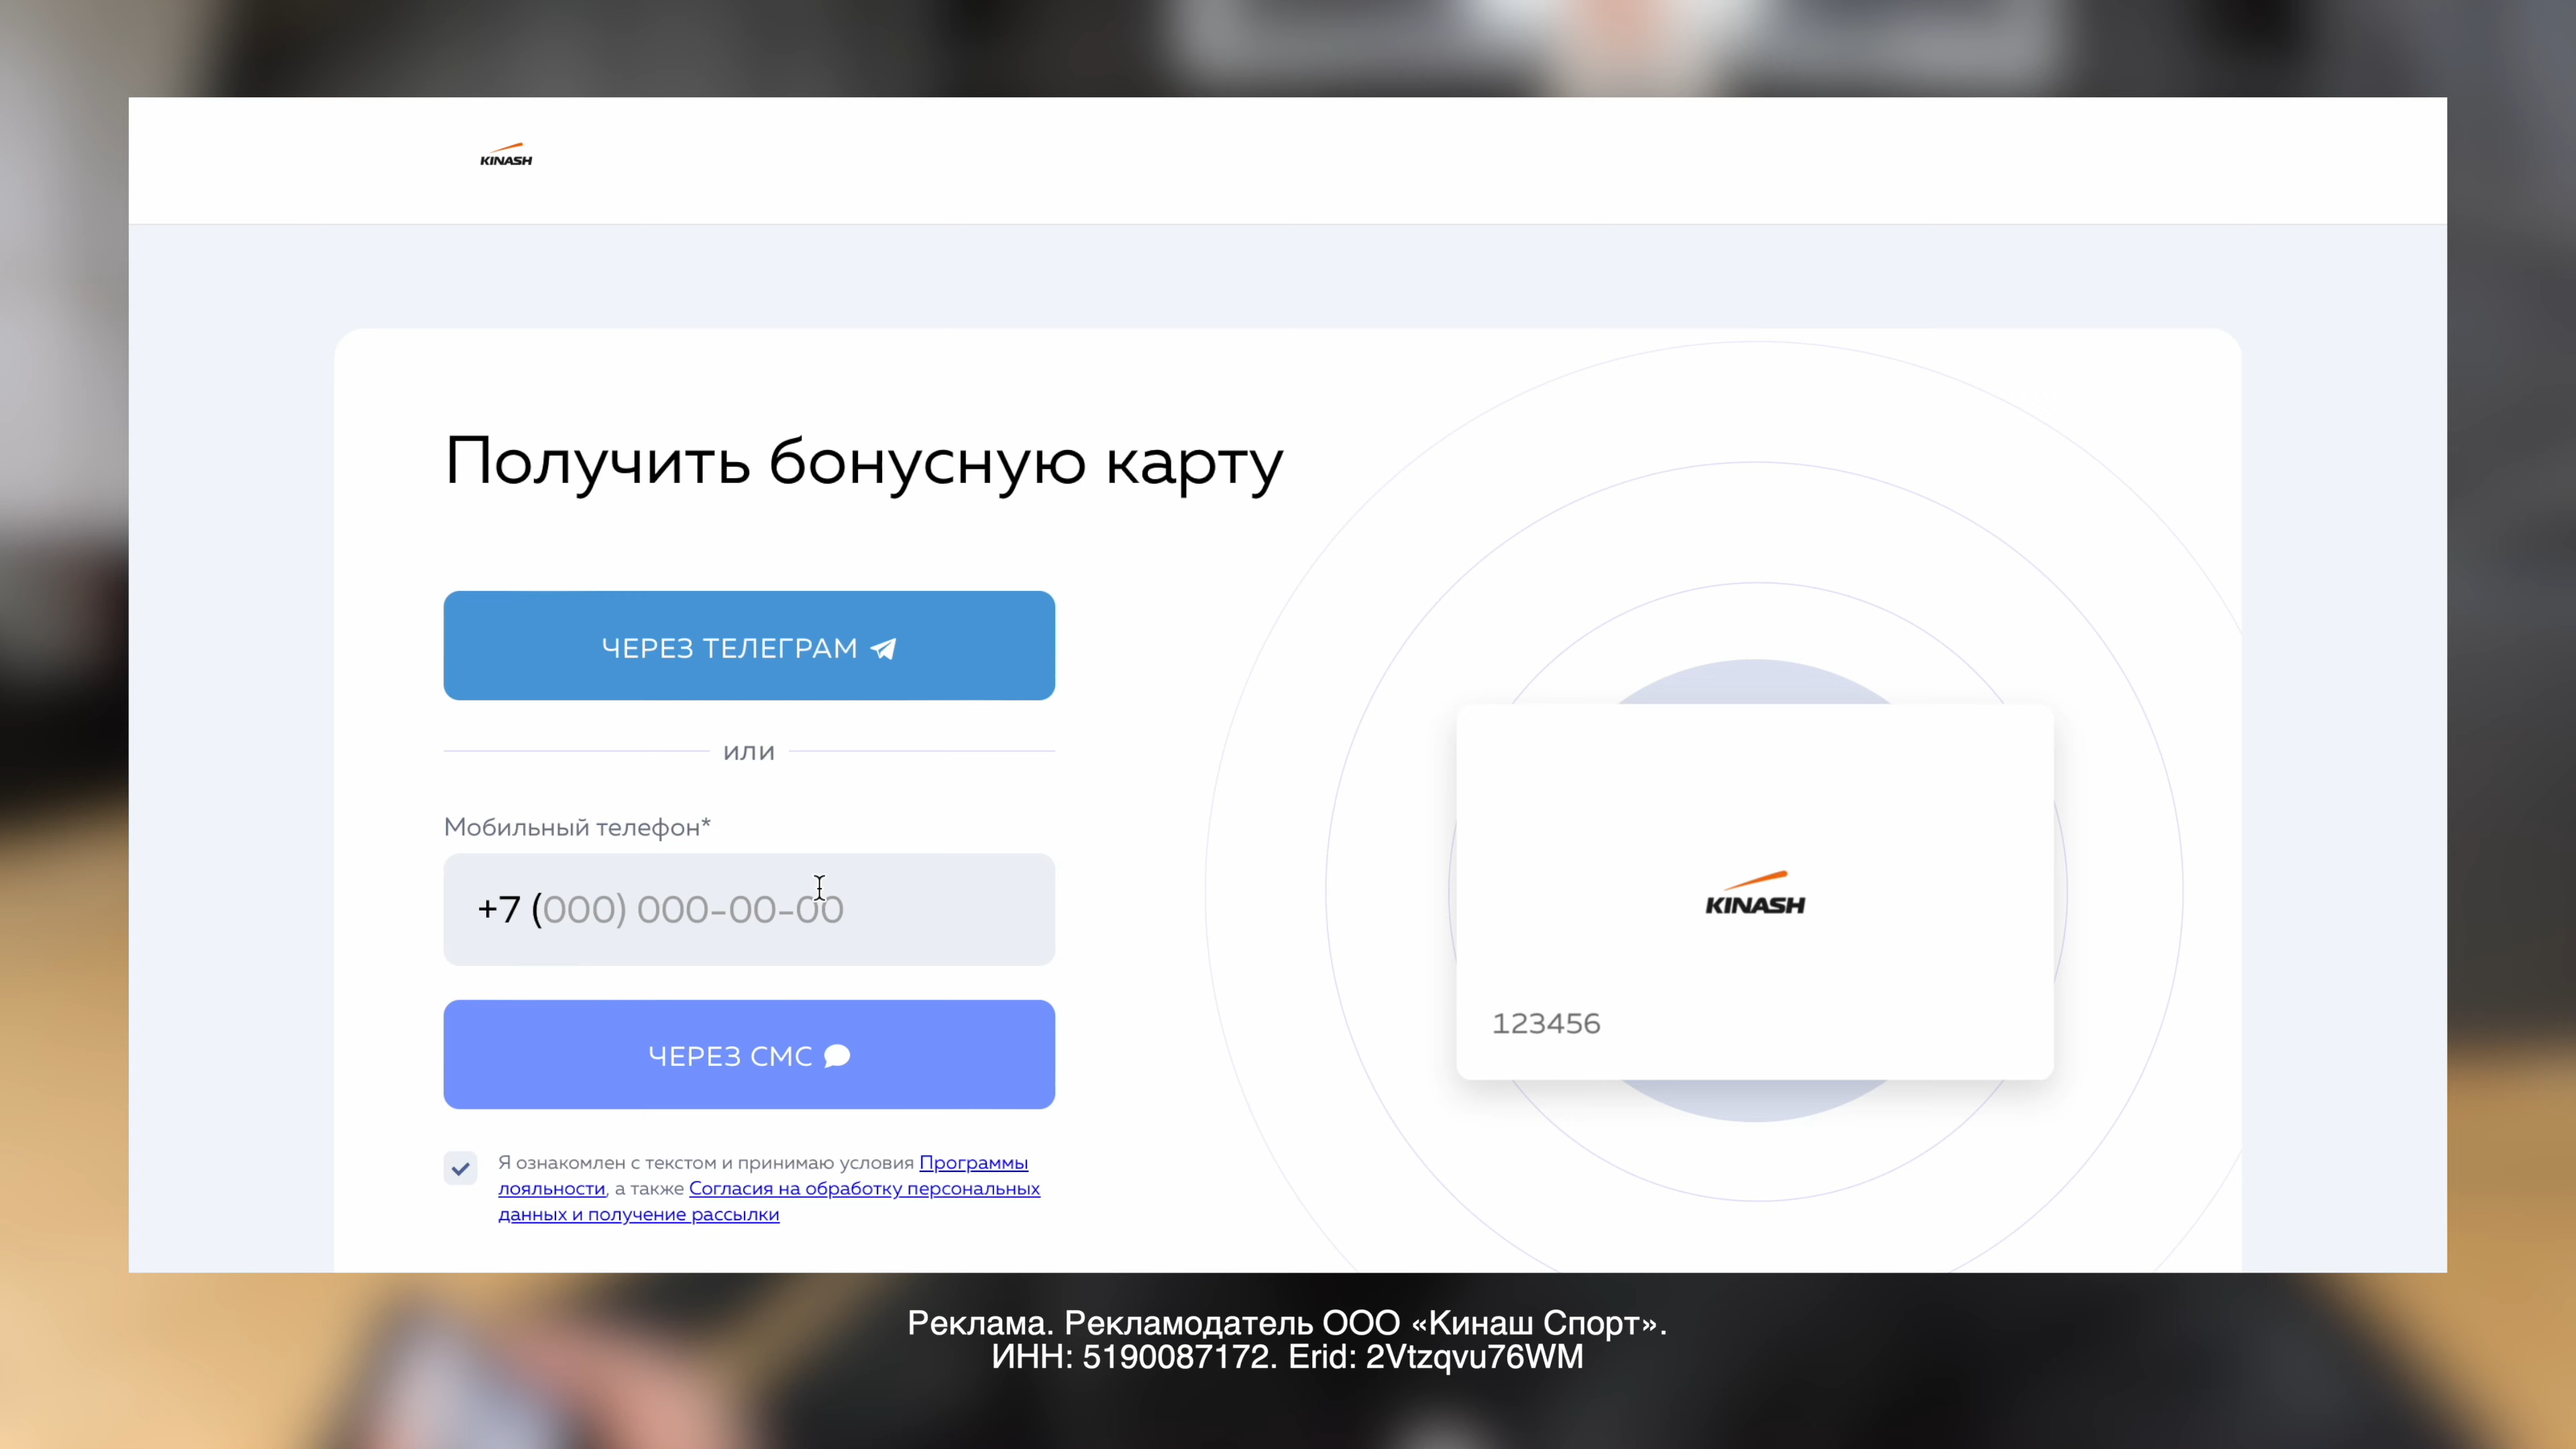 KINASH
Получить бонусную карту
ЧЕРЕЗ ТЕЛЕГРАМ
или
Мобильный телефон*
+7 (000) 000-00-00
ЧЕРЕЗ СМС
Я ознакомлен с текстом и принимаю условия Программы
лояльности, а также Согласия на обработку персональных
данных и получение рассылки
KINASH
123456
Реклама. Рекламодатель ООО «Кинаш Спорт».
ИНН: 5190087172. Erid: 2Vtzqvu76WM